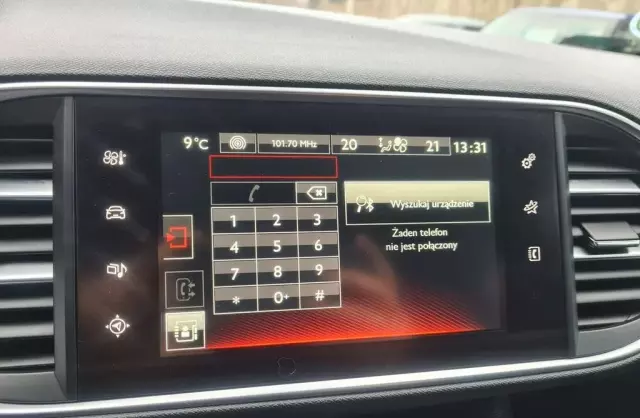 9°C 101.70 MHz 20 21 13:31
1 2 3
4 5 6
7 8 9
* 0+ #
Wyszukaj urządzenie
Żaden telefon
nie jest połączony